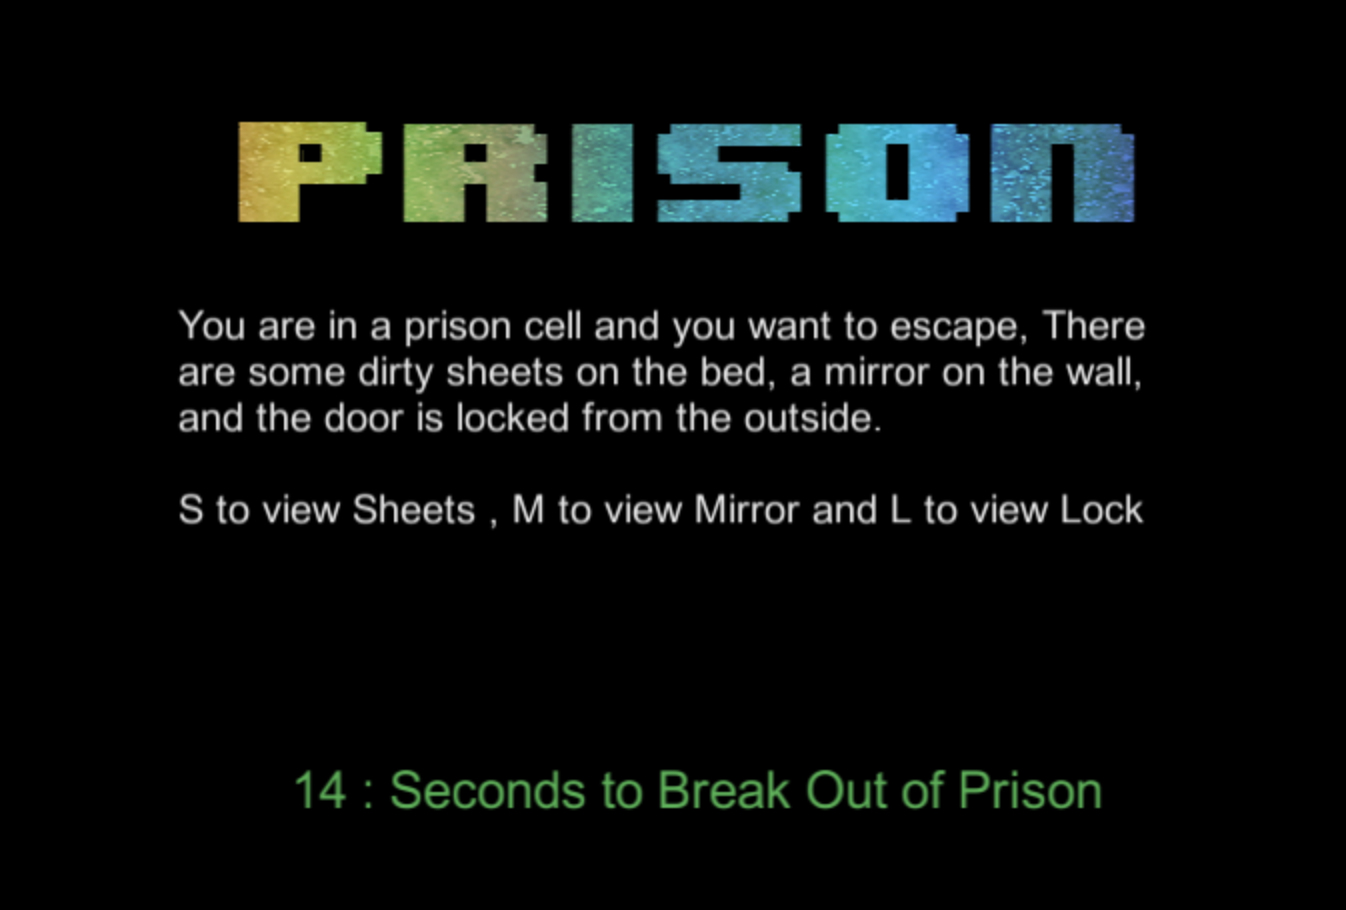 PRISON
You are in a prison cell and you want to escape, There
are some dirty sheets on the bed, a mirror on the wall,
and the door is locked from the outside.
S to view Sheets , M to view Mirror and L to view Lock
14 : Seconds to Break Out of Prison